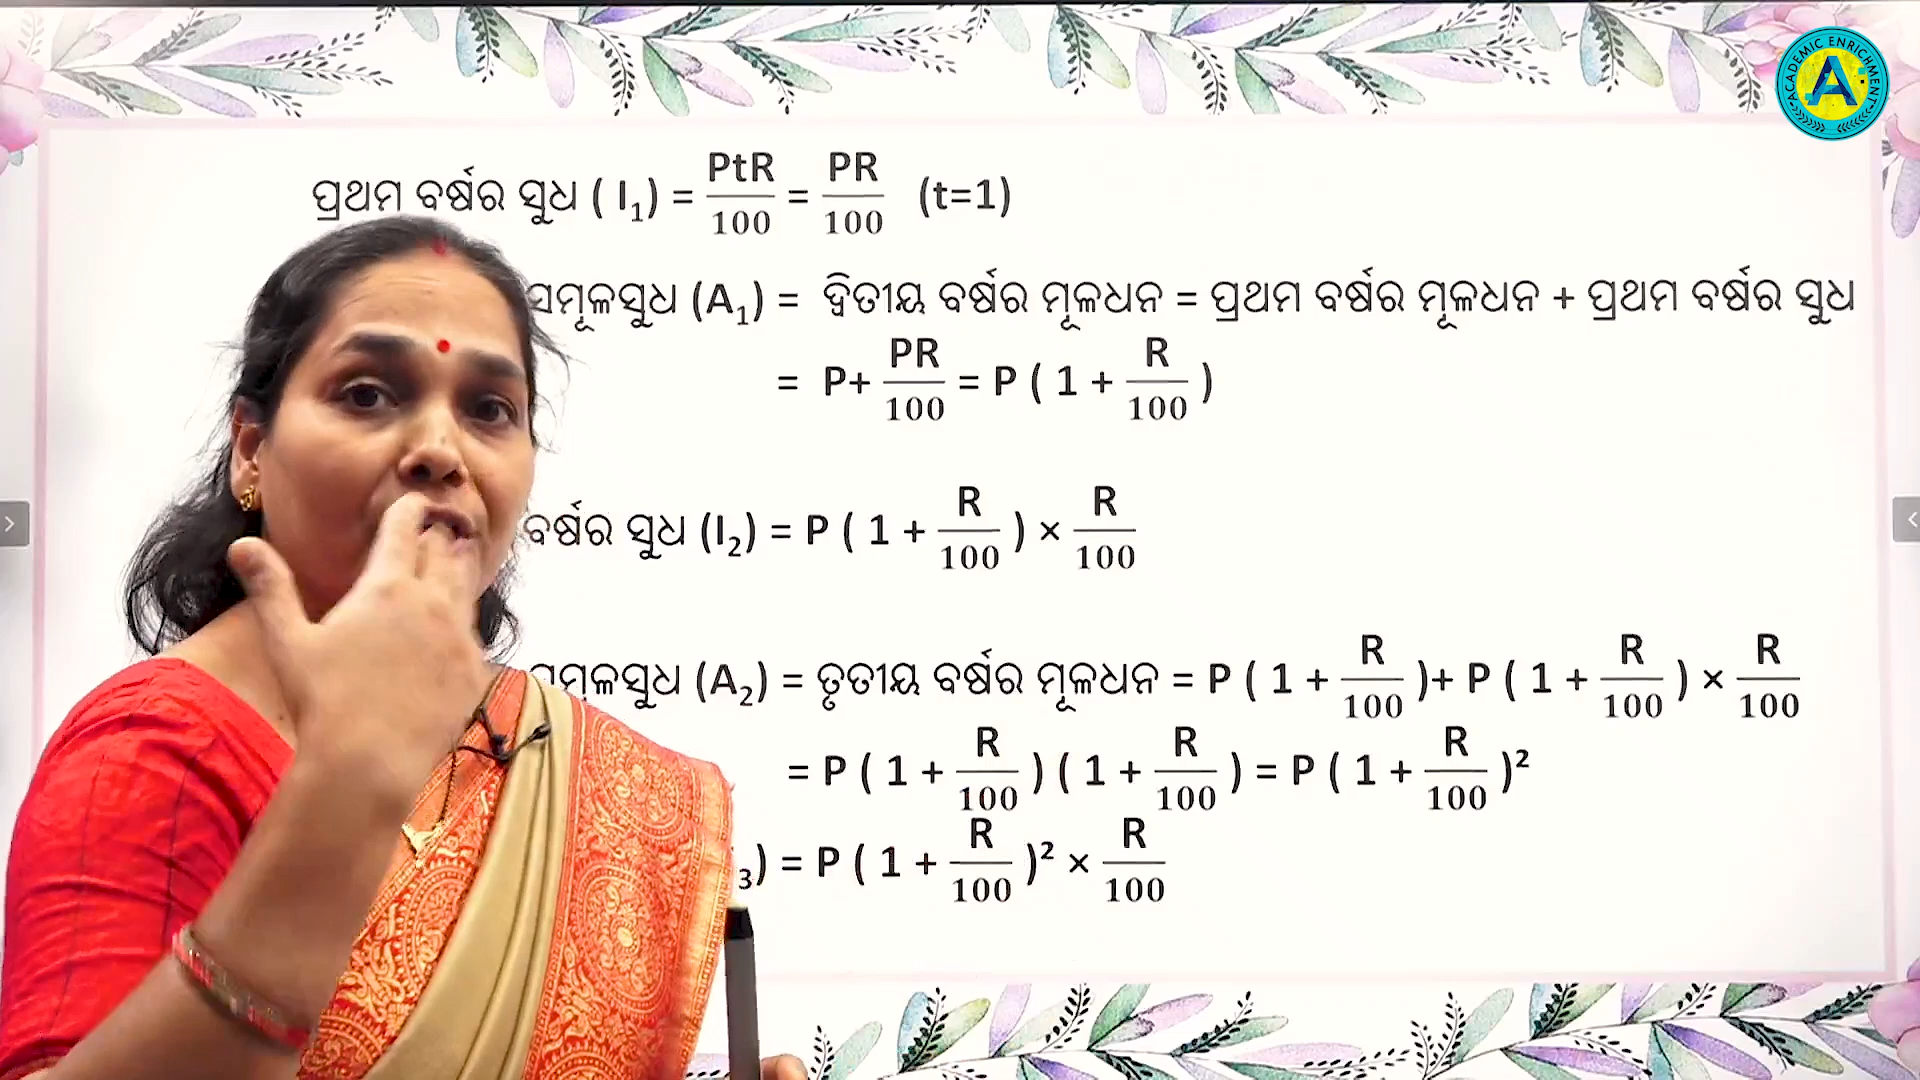 ACADEMIC ENRICHMENT
A
ପ୍ରଥମ ବର୍ଷର ସୁଧ ( I₁) = PtR/100 = PR/100 (t=1)
ସମୂଳସୁଧ (A₁) = ଦ୍ଵିତୀୟ ବର୍ଷର ମୂଳଧନ = ପ୍ରଥମ ବର୍ଷର ମୂଳଧନ + ପ୍ରଥମ ବର୍ଷର ସୁଧ
= P+ PR/100 = P ( 1 + R/100 )
ବର୍ଷର ସୁଧ (I₂) = P ( 1 + R/100 ) × R/100
ସମୂଳସୁଧ (A₂) = ତୃତୀୟ ବର୍ଷର ମୂଳଧନ = P ( 1 + R/100 )+ P ( 1 + R/100 ) × R/100
= P ( 1 + R/100 ) ( 1 + R/100 ) = P ( 1 + R/100 )²
₃) = P ( 1 + R/100 )² × R/100